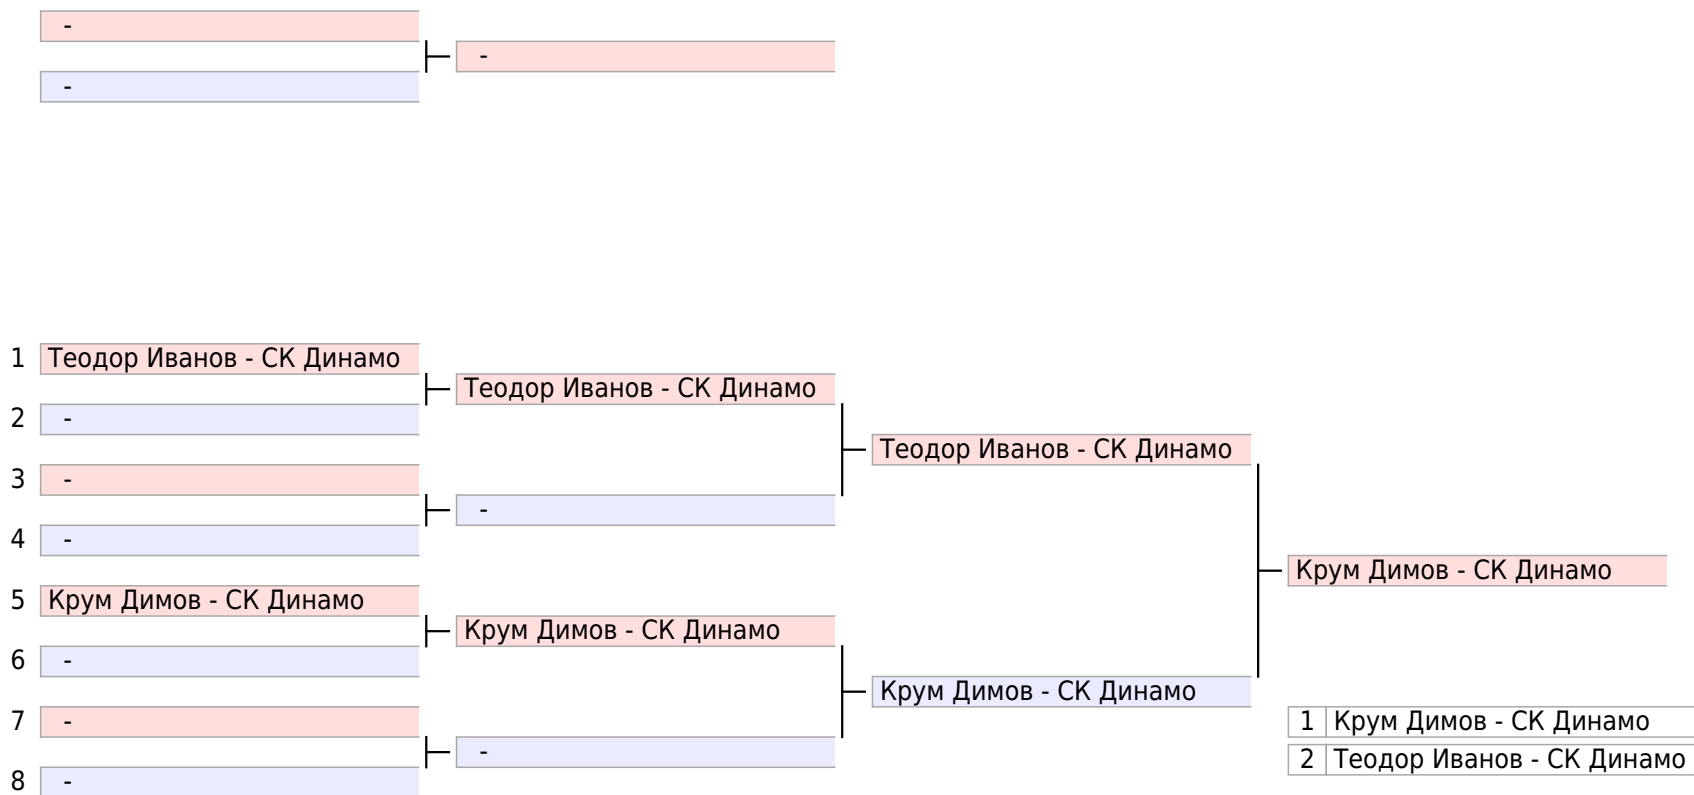 -
-
-
1 Теодор Иванов - СК Динамо
Теодор Иванов - СК Динамо
2 -
Теодор Иванов - СК Динамо
3 -
-
4 -
Крум Димов - СК Динамо
5 Крум Димов - СК Динамо
Крум Димов - СК Динамо
6 -
Крум Димов - СК Динамо
7 -
1 Крум Димов - СК Динамо
-
2 Теодор Иванов - СК Динамо
8 -